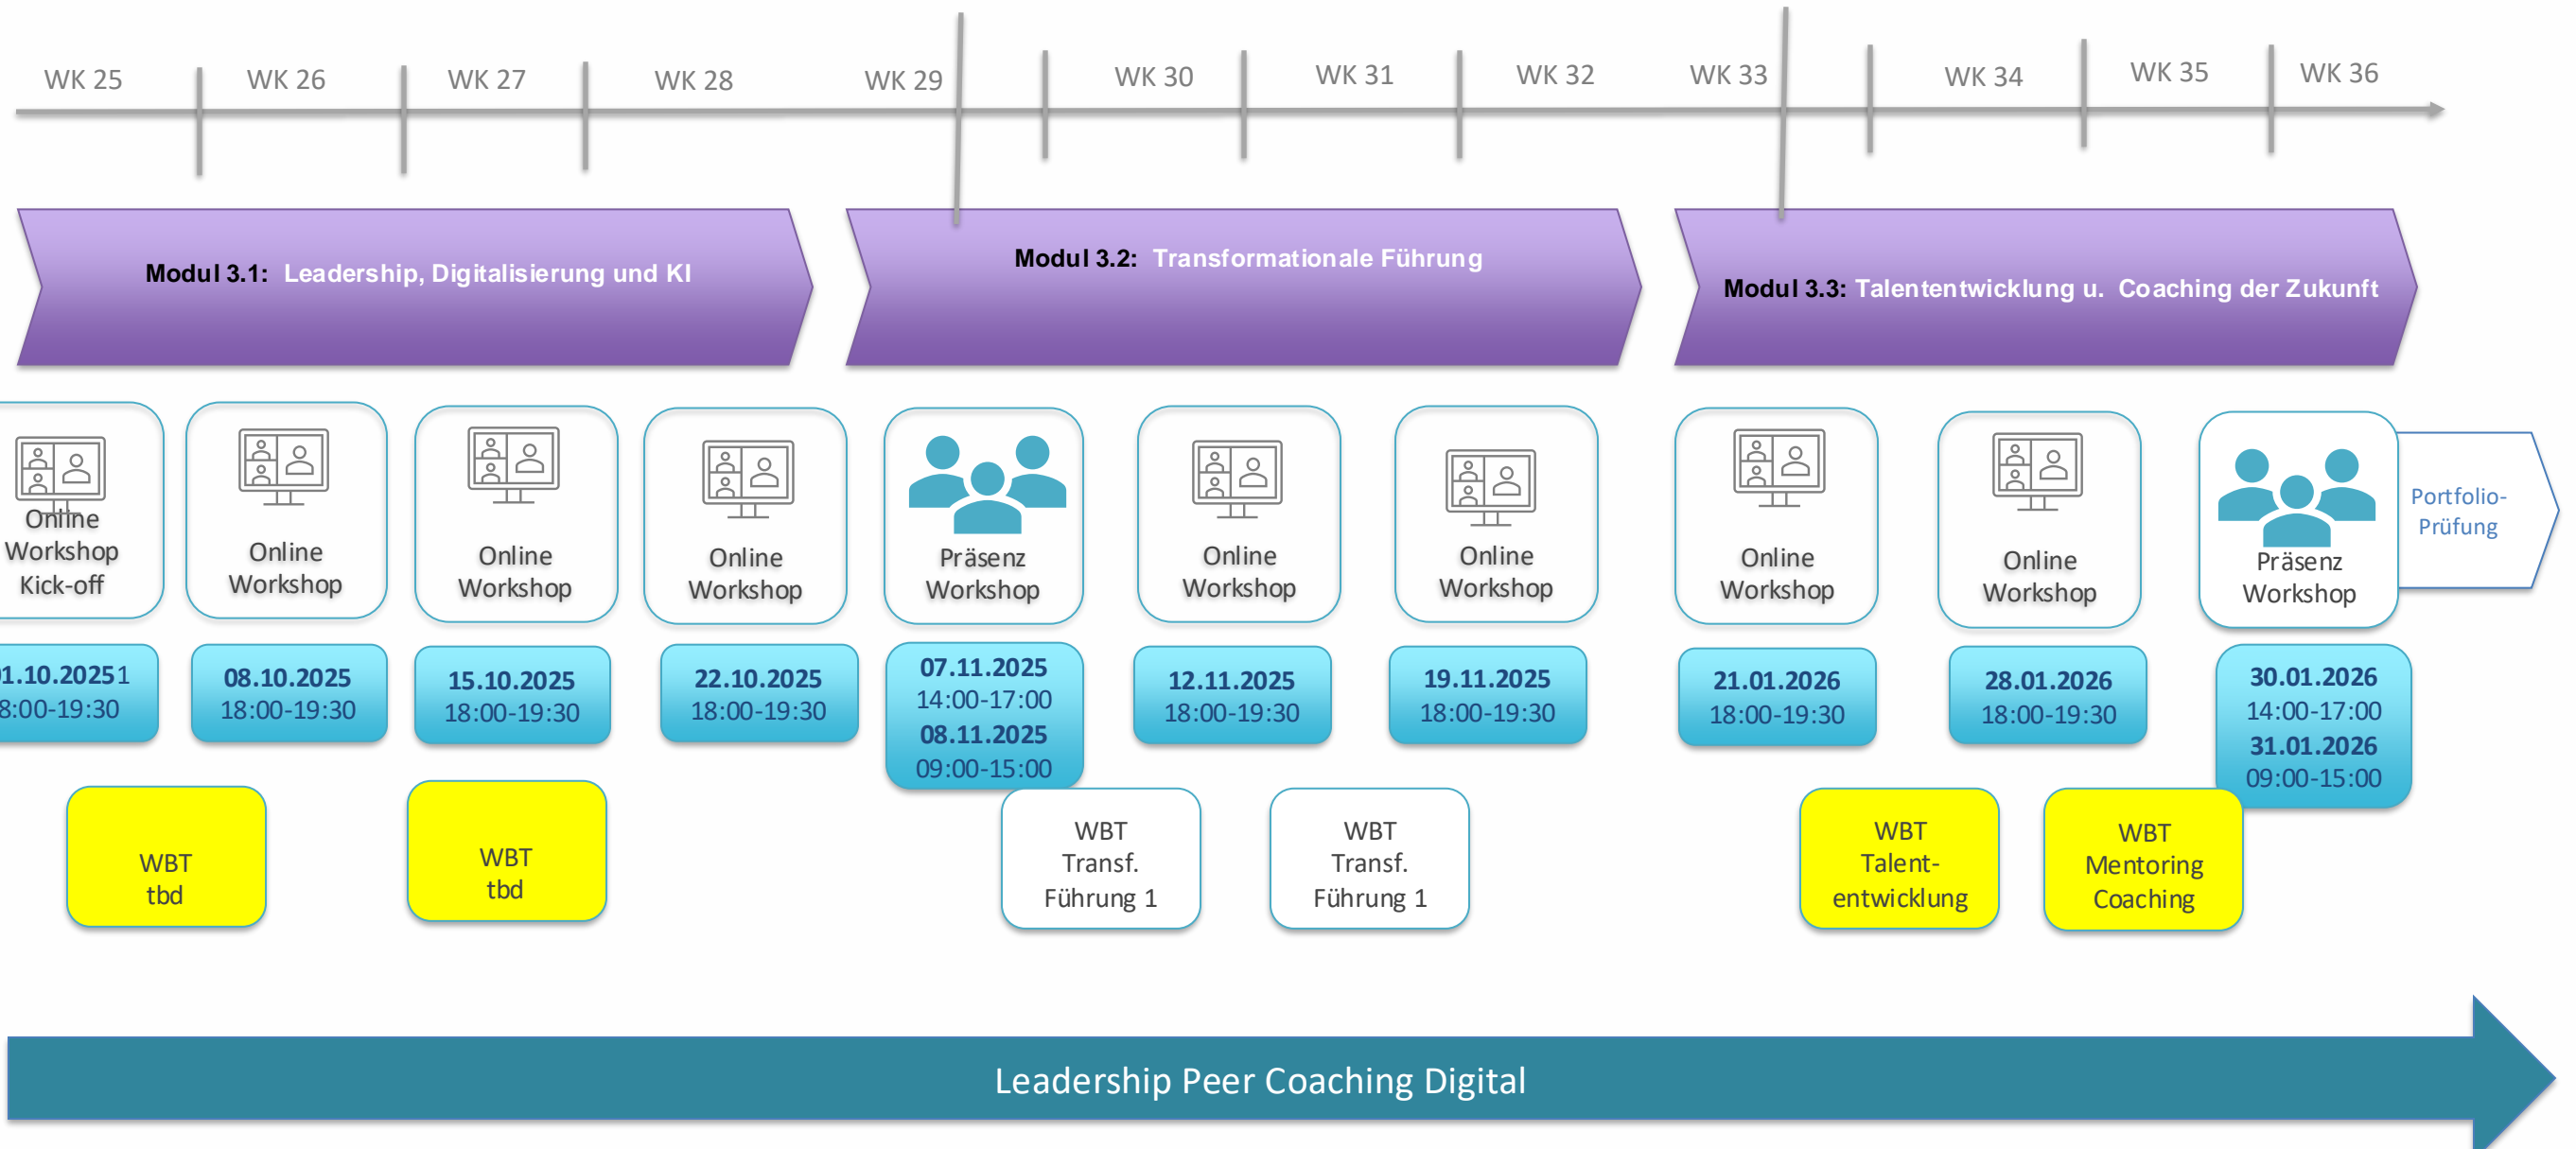 WK 25
WK 26
WK 27
WK 28
WK 29
WK 30
WK 31
WK 32
WK 33
WK 34
WK 35
WK 36
Modul 3.1: Leadership, Digitalisierung und KI
Modul 3.2: Transformationale Führung
Modul 3.3: Talententwicklung u. Coaching der Zukunft
Online
Workshop
Kick-off
Online
Workshop
Online
Workshop
Online
Workshop
Präsenz
Workshop
Online
Workshop
Online
Workshop
Online
Workshop
Online
Workshop
Präsenz
Workshop
Portfolio-
Prüfung
1.10.20251
8:00-19:30
08.10.2025
18:00-19:30
15.10.2025
18:00-19:30
22.10.2025
18:00-19:30
07.11.2025
14:00-17:00
08.11.2025
09:00-15:00
12.11.2025
18:00-19:30
19.11.2025
18:00-19:30
21.01.2026
18:00-19:30
28.01.2026
18:00-19:30
30.01.2026
14:00-17:00
31.01.2026
09:00-15:00
WBT
tbd
WBT
tbd
WBT
Transf.
Führung 1
WBT
Transf.
Führung 1
WBT
Talent-
entwicklung
WBT
Mentoring
Coaching
Leadership Peer Coaching Digital